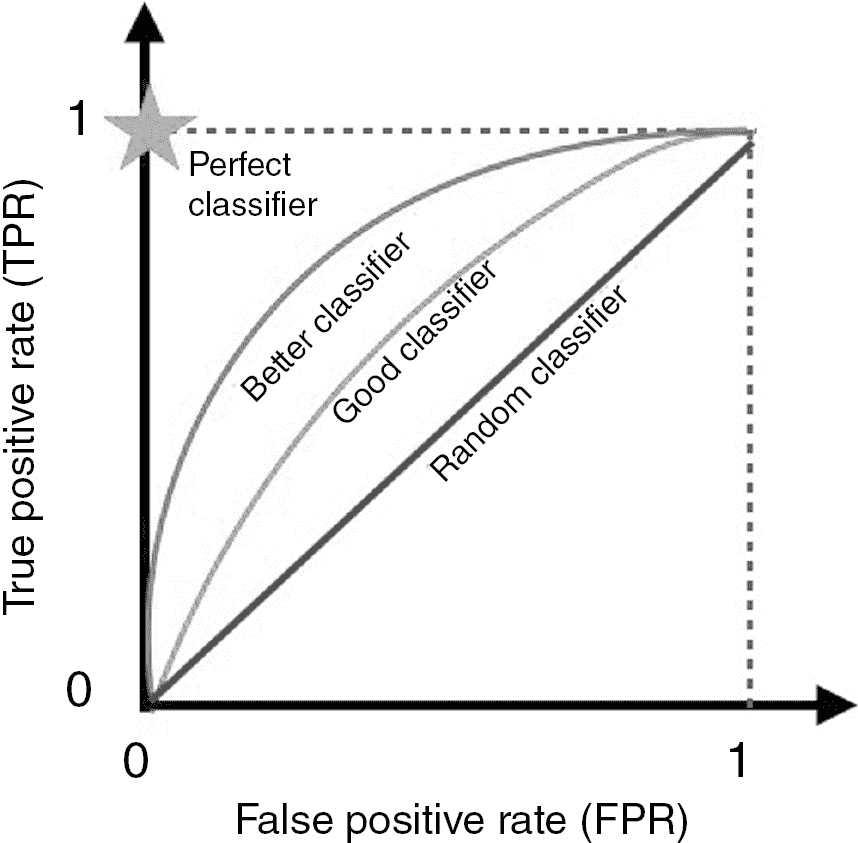 1
Perfect
classifier
Better classifier
Good classifier
Random classifier
True positive rate (TPR)
0
0
1
False positive rate (FPR)